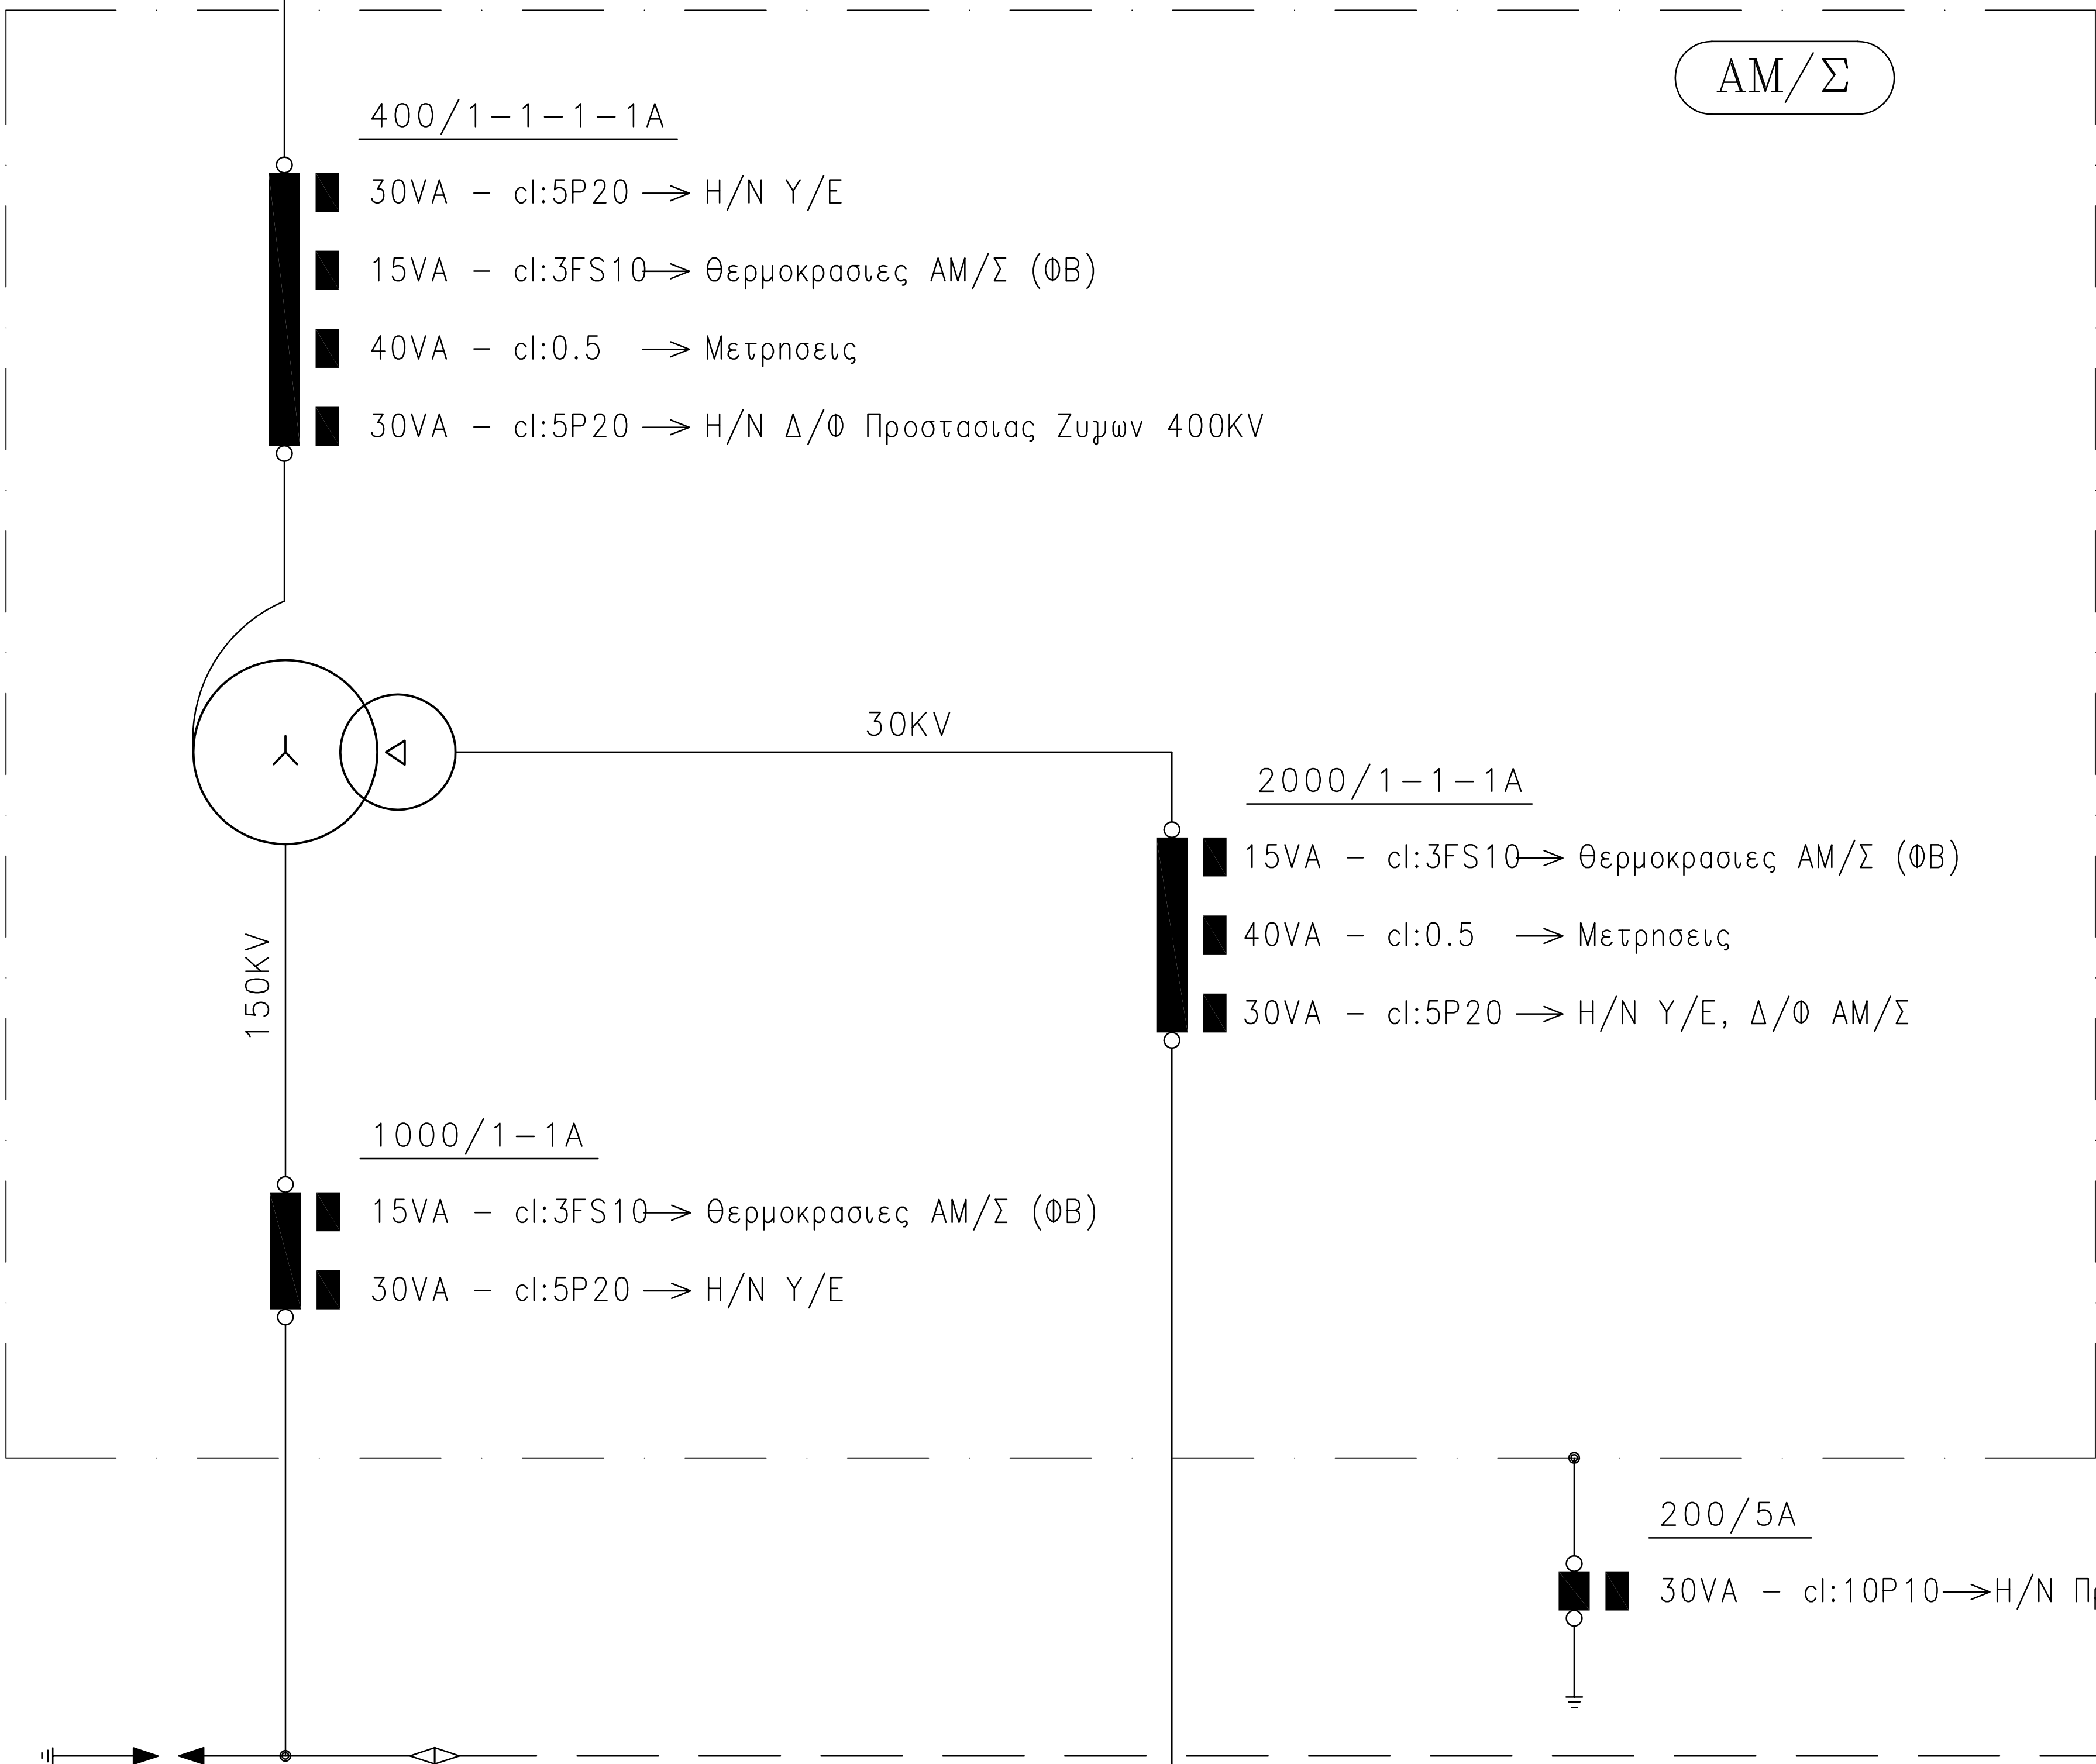 ΑΜ/Σ
400/1-1-1-1A
30VA - cl:5P20 → Η/Ν Υ/Ε
15VA - cl:3FS10 → Θερμοκρασιες ΑΜ/Σ (ΦΒ)
40VA - cl:0.5 → Μετρησεις
30VA - cl:5P20 → Η/Ν Δ/Φ Προστασιας Ζυμων 400KV
30KV
2000/1-1-1A
15VA - cl:3FS10 → Θερμοκρασιες ΑΜ/Σ (ΦΒ)
40VA - cl:0.5 → Μετρησεις
30VA - cl:5P20 → Η/Ν Υ/Ε, Δ/Φ ΑΜ/Σ
150KV
1000/1-1A
15VA - cl:3FS10 → Θερμοκρασιες ΑΜ/Σ (ΦΒ)
30VA - cl:5P20 → Η/Ν Υ/Ε
200/5A
30VA - cl:10P10 → Η/Ν